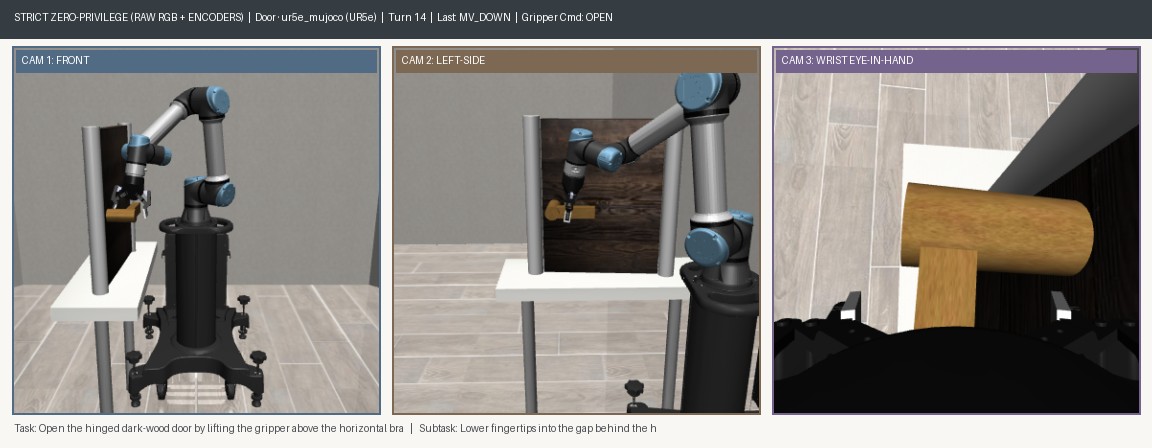 STRICT ZERO-PRIVILEGE (RAW RGB + ENCODERS) | Door · ur5e_mujoco (UR5e) | Turn 14 | Last MV_DOWN | Gripper Cmd: OPEN
CAM 1: FRONT
CAM 2: LEFT-SIDE
CAM 3: WRIST EYE-IN-HAND
Task: Open the hinged dark-wood door by lifting the gripper above the horizontal bra | Subtask: Lower fingertips into the gap behind the h